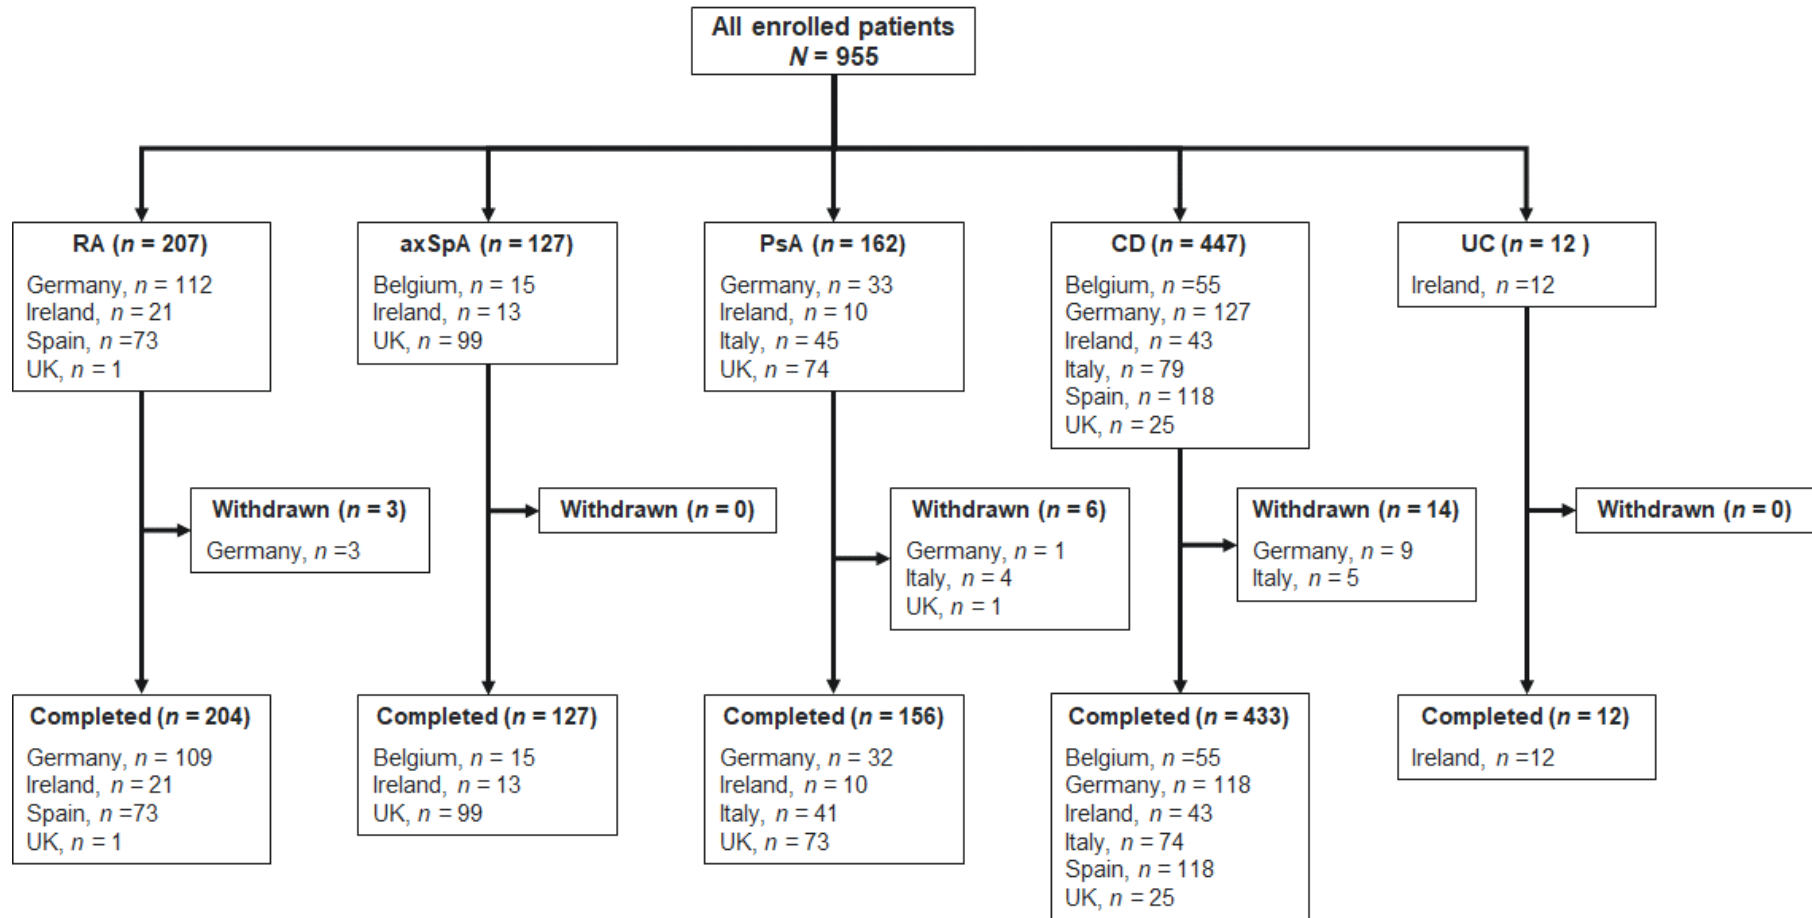 All enrolled patients
N = 955
RA (n = 207)
Germany, n = 112
Ireland, n = 21
Spain, n =73
UK, n = 1
axSpA (n = 127)
Belgium, n = 15
Ireland, n = 13
UK, n = 99
PsA (n = 162)
Germany, n = 33
Ireland, n = 10
Italy, n = 45
UK, n = 74
CD (n = 447)
Belgium, n =55
Germany, n = 127
Ireland, n = 43
Italy, n = 79
Spain, n = 118
UK, n = 25
UC (n = 12 )
Ireland, n =12
Withdrawn (n = 3)
Germany, n =3
Withdrawn (n = 0)
Withdrawn (n = 6)
Germany, n = 1
Italy, n = 4
UK, n = 1
Withdrawn (n = 14)
Germany, n = 9
Italy, n = 5
Withdrawn (n = 0)
Completed (n = 204)
Germany, n = 109
Ireland, n = 21
Spain, n =73
UK, n = 1
Completed (n = 127)
Belgium, n = 15
Ireland, n = 13
UK, n = 99
Completed (n = 156)
Germany, n = 32
Ireland, n = 10
Italy, n = 41
UK, n = 73
Completed (n = 433)
Belgium, n =55
Germany, n = 118
Ireland, n = 43
Italy, n = 74
Spain, n = 118
UK, n = 25
Completed (n = 12)
Ireland, n =12